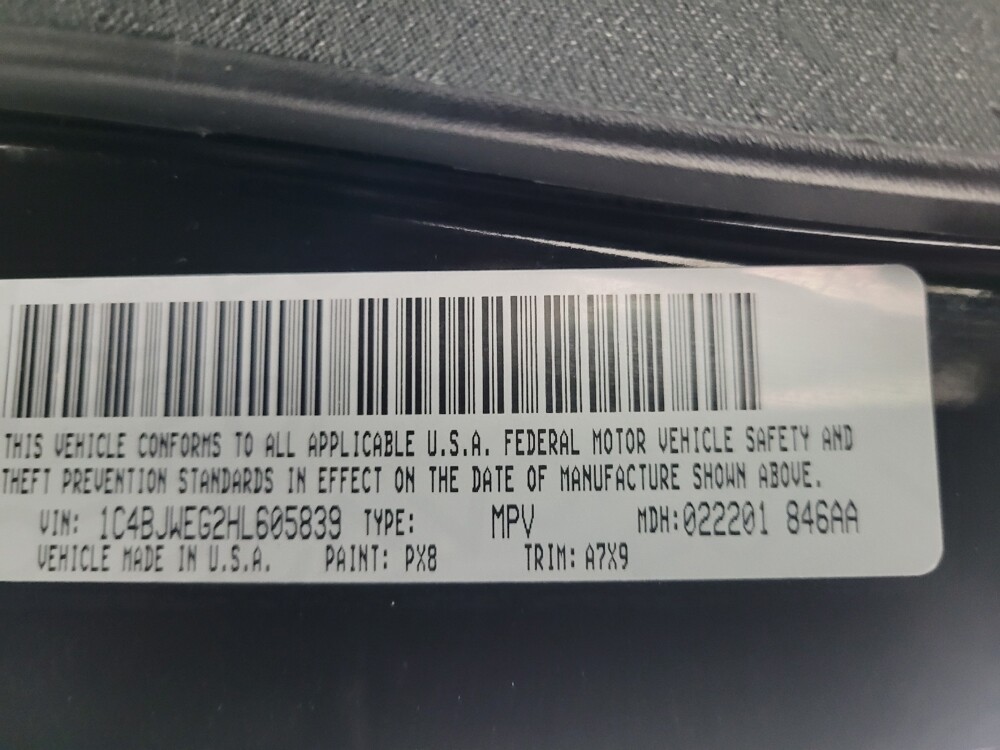 THIS VEHICLE CONFORMS TO ALL APPLICABLE U.S.A. FEDERAL MOTOR VEHICLE SAFETY AND
THEFT PREVENTION STANDARDS IN EFFECT ON THE DATE OF MANUFACTURE SHOWN ABOVE.
VIN: 1C4BJWEG2HL605839 TYPE: MPV MDH:022201 846AA
VEHICLE MADE IN U.S.A. PAINT: PX8 TRIM: A7X9